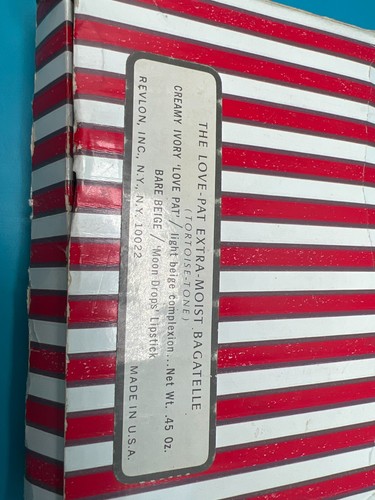 THE LOVE-PAT EXTRA-MOIST BAGATELLE
(TORTOISE-TONE)
CREAMY IVORY 'LOVE PAT' / light beige complexion...Net Wt. .45 Oz.
BARE BEIGE / 'Moon Drops' Lipstick
REVLON, INC., N.Y., N.Y. 10022 MADE IN U.S.A.